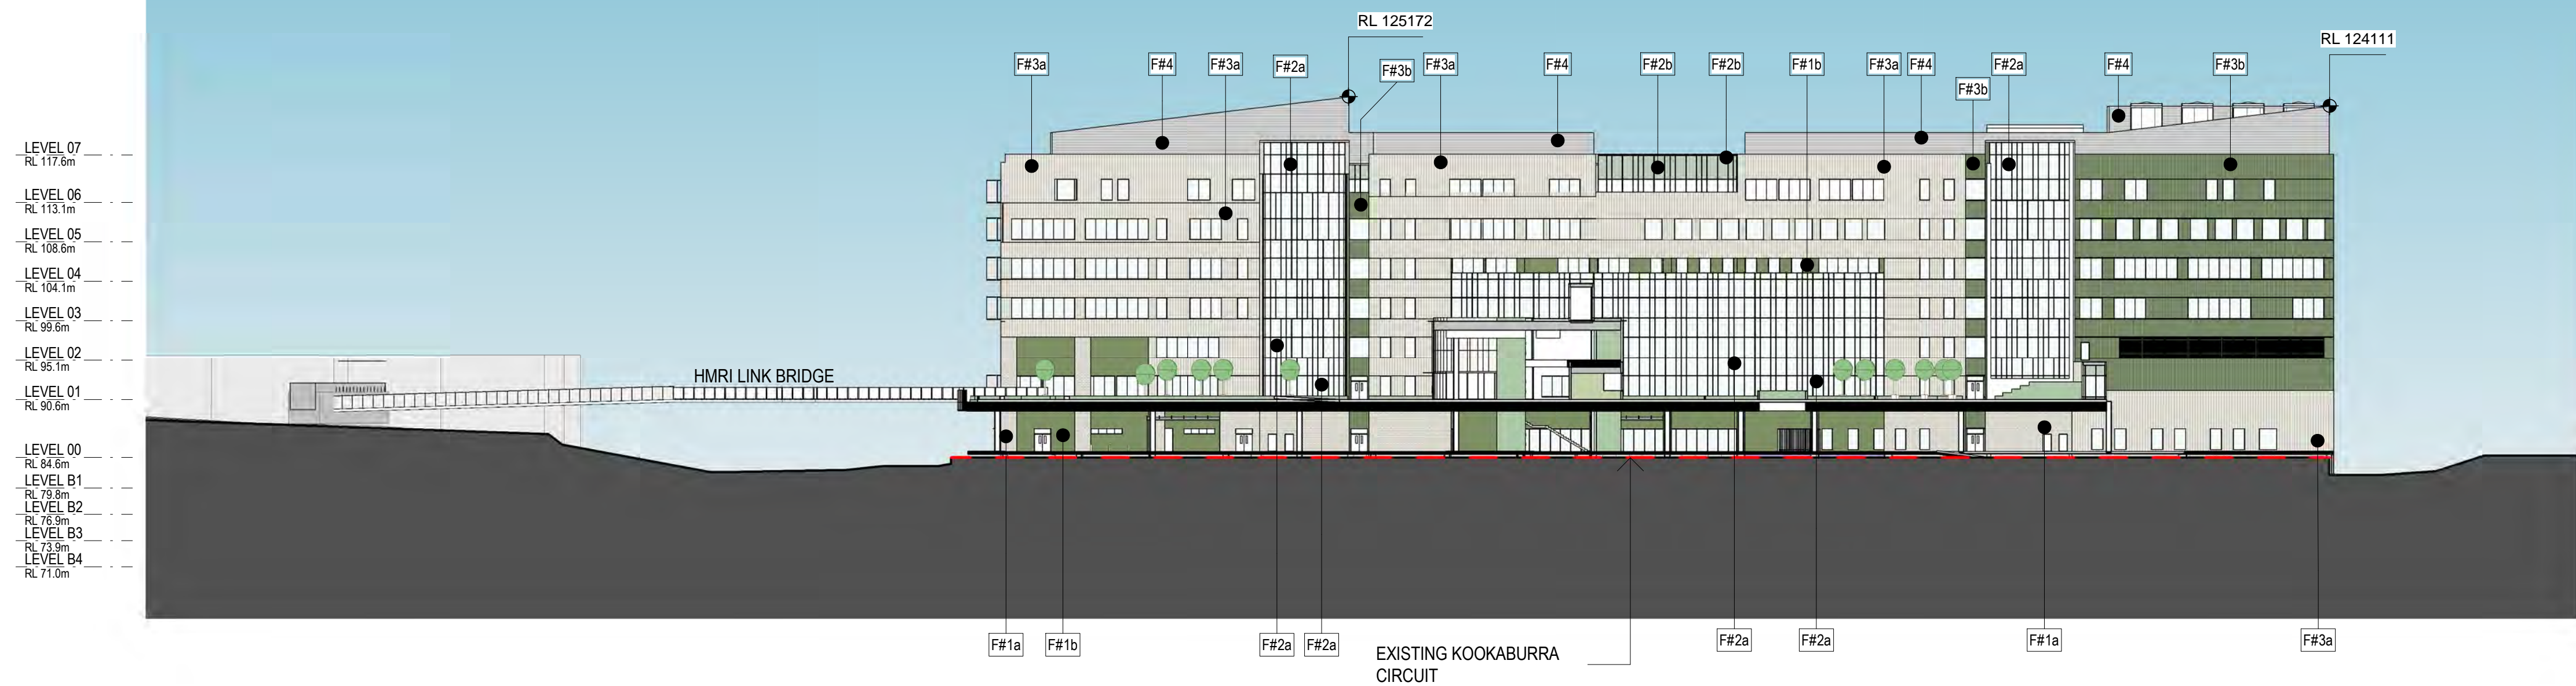 RL 125172
RL 124111
F#3a
F#4
F#3a
F#2a
F#3b
F#3a
F#4
F#2b
F#2b
F#1b
F#3a
F#4
F#3b
F#2a
F#4
F#3b
LEVEL 07
RL 117.6m
LEVEL 06
RL 113.1m
LEVEL 05
RL 108.6m
LEVEL 04
RL 104.1m
LEVEL 03
RL 99.6m
LEVEL 02
RL 95.1m
LEVEL 01
RL 90.6m
LEVEL 00
RL 84.6m
LEVEL B1
RL 79.8m
LEVEL B2
RL 76.9m
LEVEL B3
RL 73.9m
LEVEL B4
RL 71.0m
HMRI LINK BRIDGE
F#1a
F#1b
F#2a
F#2a
F#2a
F#2a
F#1a
F#3a
EXISTING KOOKABURRA
CIRCUIT